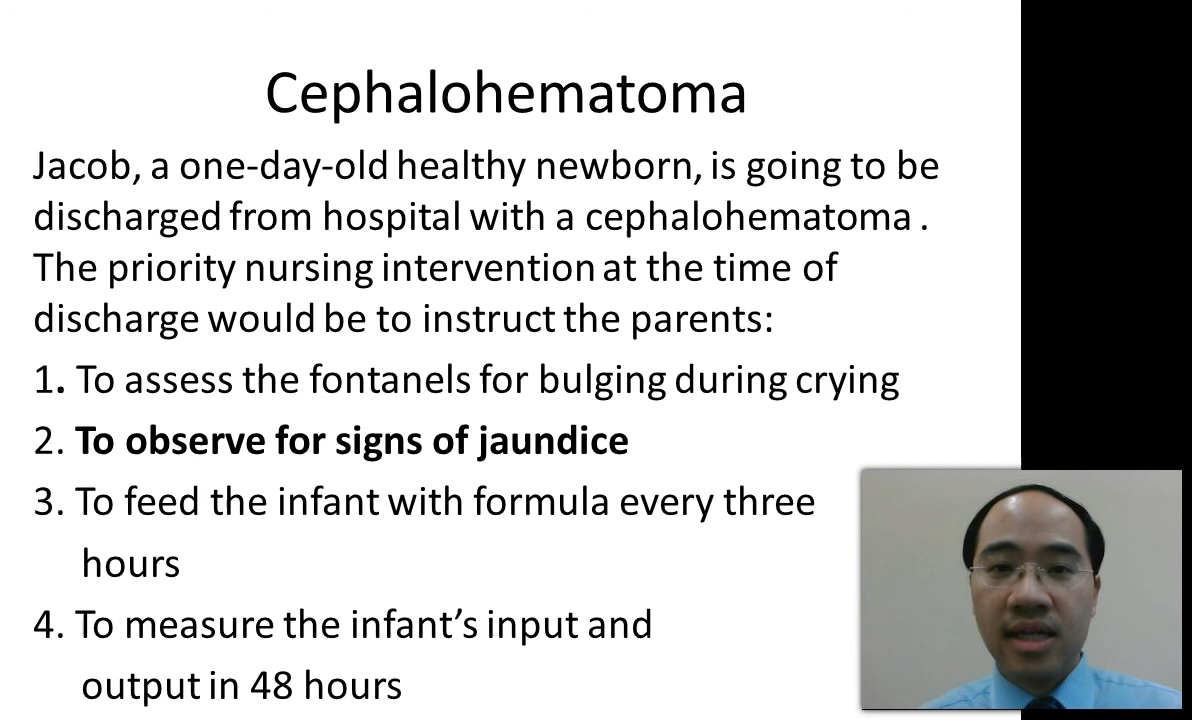 Cephalohematoma
Jacob, a one-day-old healthy newborn, is going to be
discharged from hospital with a cephalohematoma .
The priority nursing intervention at the time of
discharge would be to instruct the parents:
1. To assess the fontanels for bulging during crying
2. To observe for signs of jaundice
3. To feed the infant with formula every three
hours
4. To measure the infant’s input and
output in 48 hours